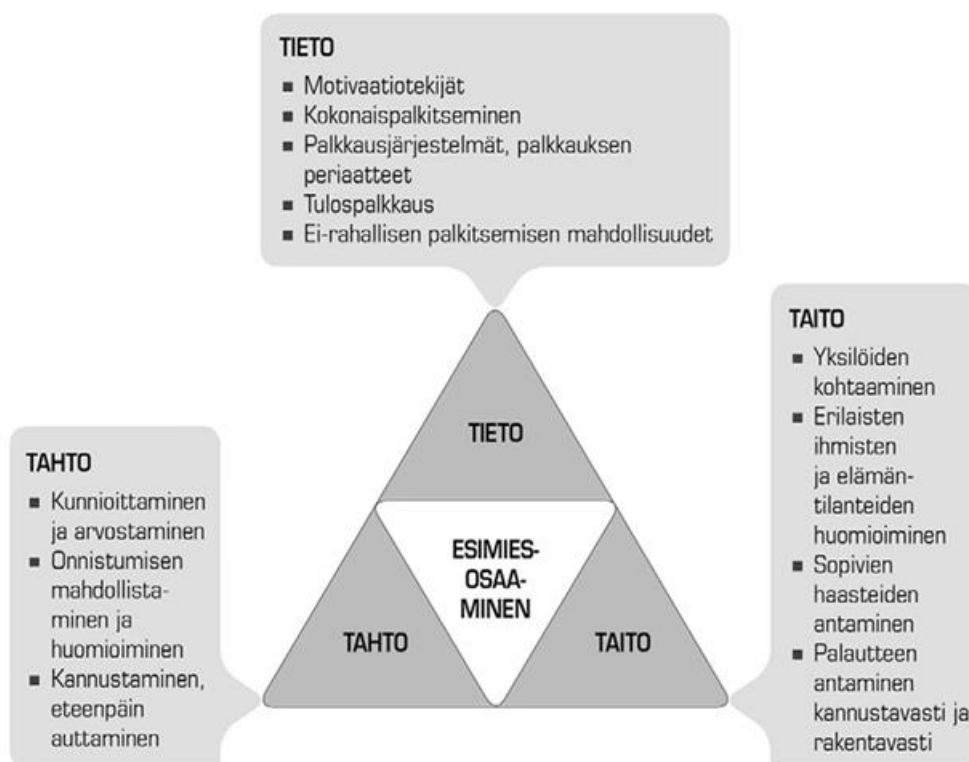 TIETO
▪ Motivaatiotekijät
▪ Kokonaispalkitseminen
▪ Palkkausjärjestelmät, palkkauksen
periaatteet
▪ Tulospalkkaus
▪ Ei-rahallisen palkitsemisen mahdollisuudet
TIETO
ESIMIES-
OSAA-
MINEN
TAHTO
TAITO
TAHTO
▪ Kunnioittaminen
ja arvostaminen
▪ Onnistumisen
mahdollista-
minen ja
huomioiminen
▪ Kannustaminen,
eteenpäin
auttaminen
TAITO
▪ Yksilöiden
kohtaaminen
▪ Erilaisten
ihmisten
ja elämän-
tilanteiden
huomioiminen
▪ Sopivien
haasteiden
antaminen
▪ Palautteen
antaminen
kannustavasti ja
rakentavasti